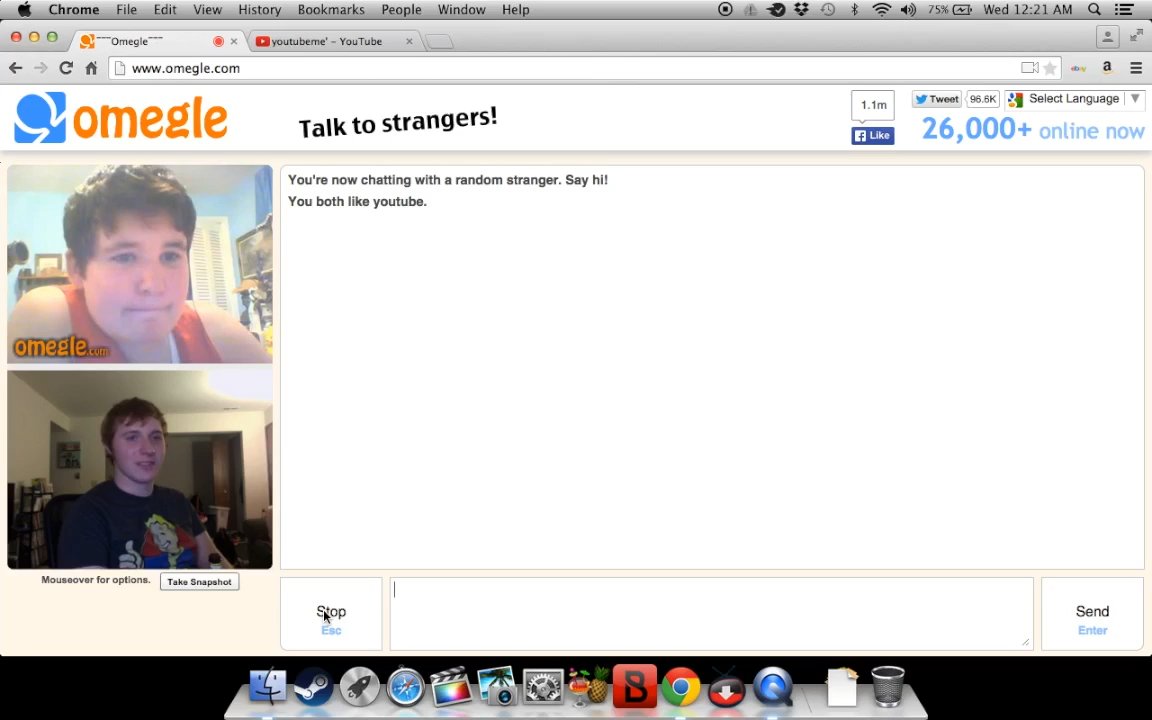 Chrome File Edit View History Bookmarks People Window Help 75% Wed 12:21 AM
~~~Omegle~~~ youtubeme' - YouTube
www.omegle.com ebay a
omegle Talk to strangers! 1.1m Like Tweet 96.6K Select Language
26,000+ online now
You're now chatting with a random stranger. Say hi!
You both like youtube.
omegle.com
Mouseover for options. Take Snapshot
Stop
Esc
Send
Enter